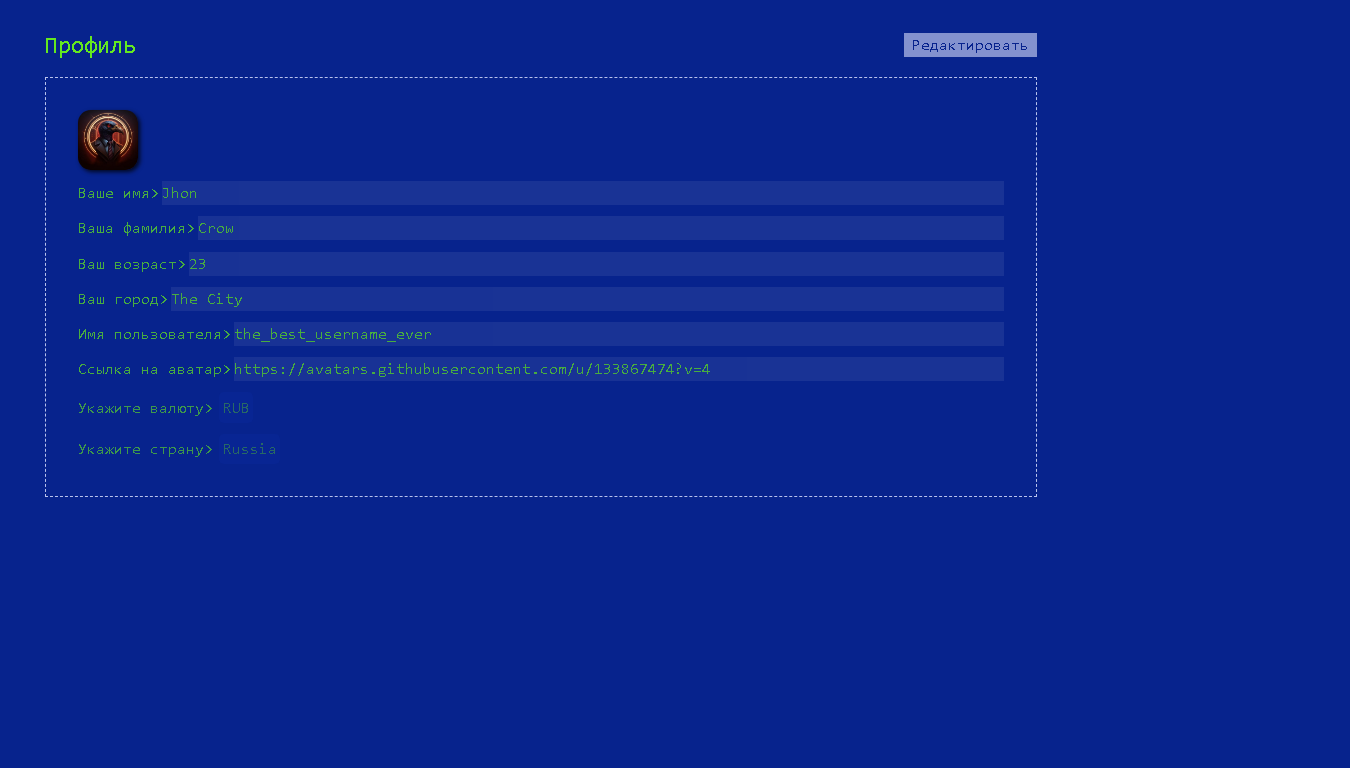 Профиль
Редактировать
Ваше имя>Jhon
Ваша фамилия>Crow
Ваш возраст>23
Ваш город>The City
Имя пользователя>the_best_username_ever
Ссылка на аватар>https://avatars.githubusercontent.com/u/133867474?v=4
Укажите валюту> RUB
Укажите страну> Russia